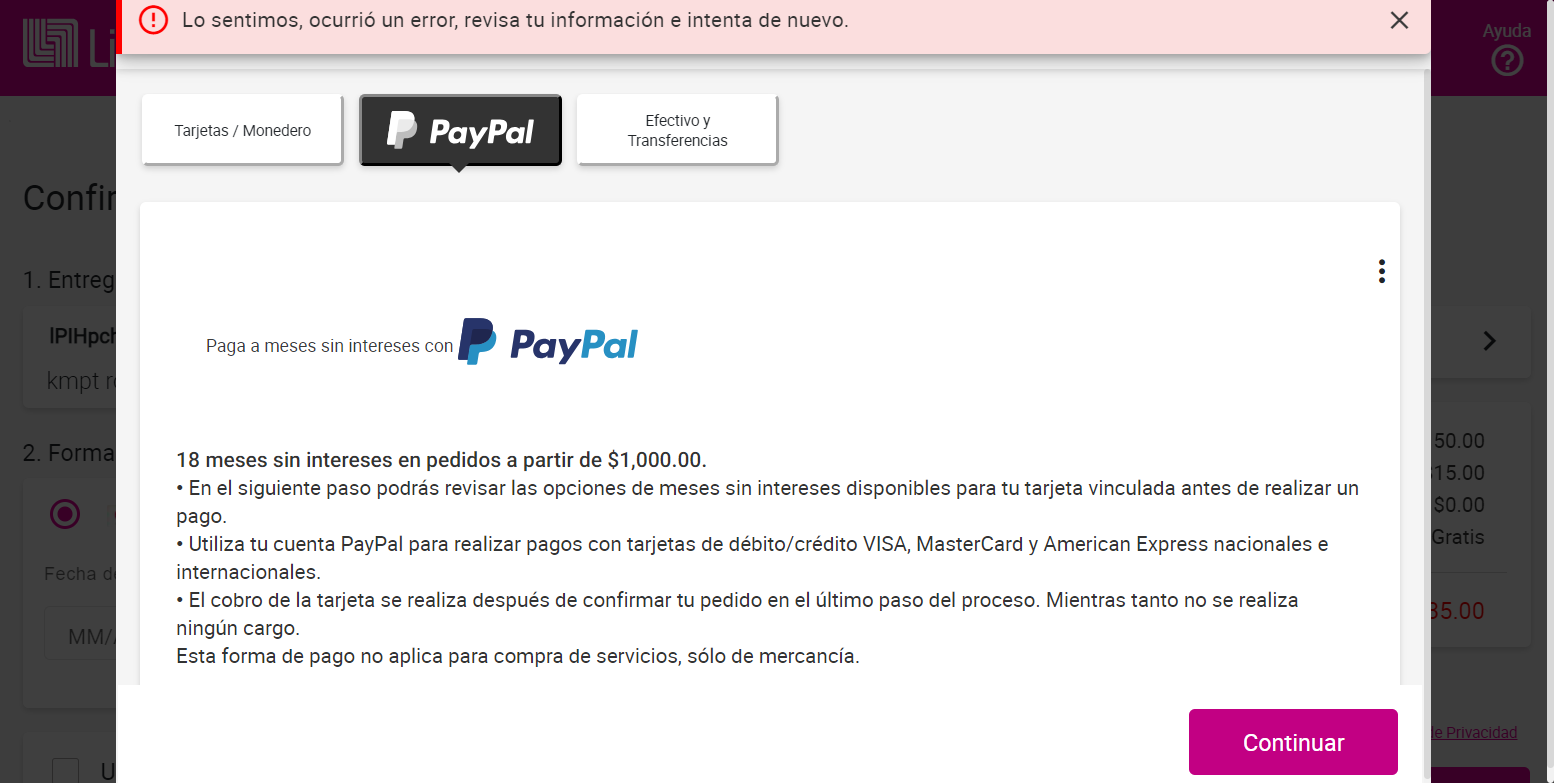 Lo sentimos, ocurrió un error, revisa tu información e intenta de nuevo.
Li
Ayuda
Tarjetas / Monedero
PayPal
Efectivo y
Transferencias
Confir
1. Entreg
lPIHpch
kmpt r
Paga a meses sin intereses con PayPal
2. Forma
18 meses sin intereses en pedidos a partir de $1,000.00.
• En el siguiente paso podrás revisar las opciones de meses sin intereses disponibles para tu tarjeta vinculada antes de realizar un
pago.
• Utiliza tu cuenta PayPal para realizar pagos con tarjetas de débito/crédito VISA, MasterCard y American Express nacionales e
internacionales.
• El cobro de la tarjeta se realiza después de confirmar tu pedido en el último paso del proceso. Mientras tanto no se realiza
ningún cargo.
Esta forma de pago no aplica para compra de servicios, sólo de mercancía.
50.00
15.00
$0.00
Gratis
Fecha de
35.00
MM/
Continuar
de Privacidad
U